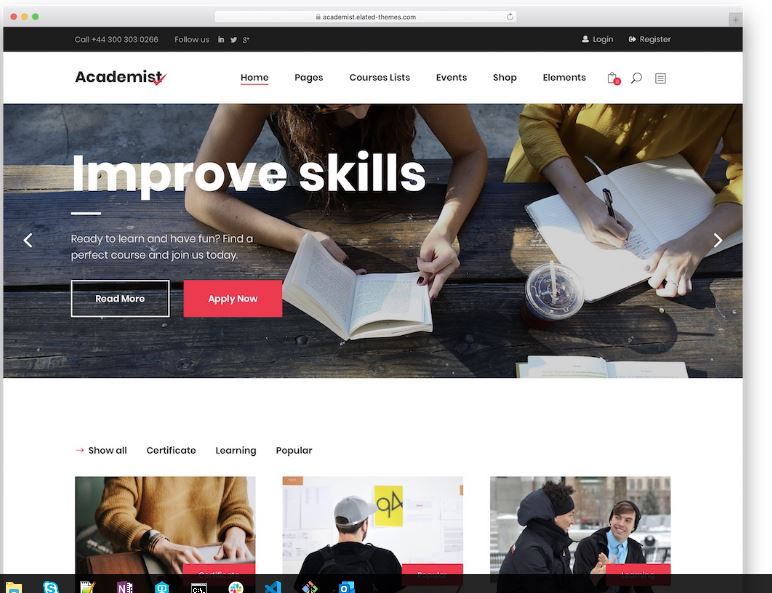 academist.elated-themes.com
Call +44 300 303 0266 Follow us Login Register
Academist Home Pages Courses Lists Events Shop Elements
Improve skills
Ready to learn and have fun? Find a
perfect course and join us today.
Read More Apply Now
Show all Certificate Learning Popular